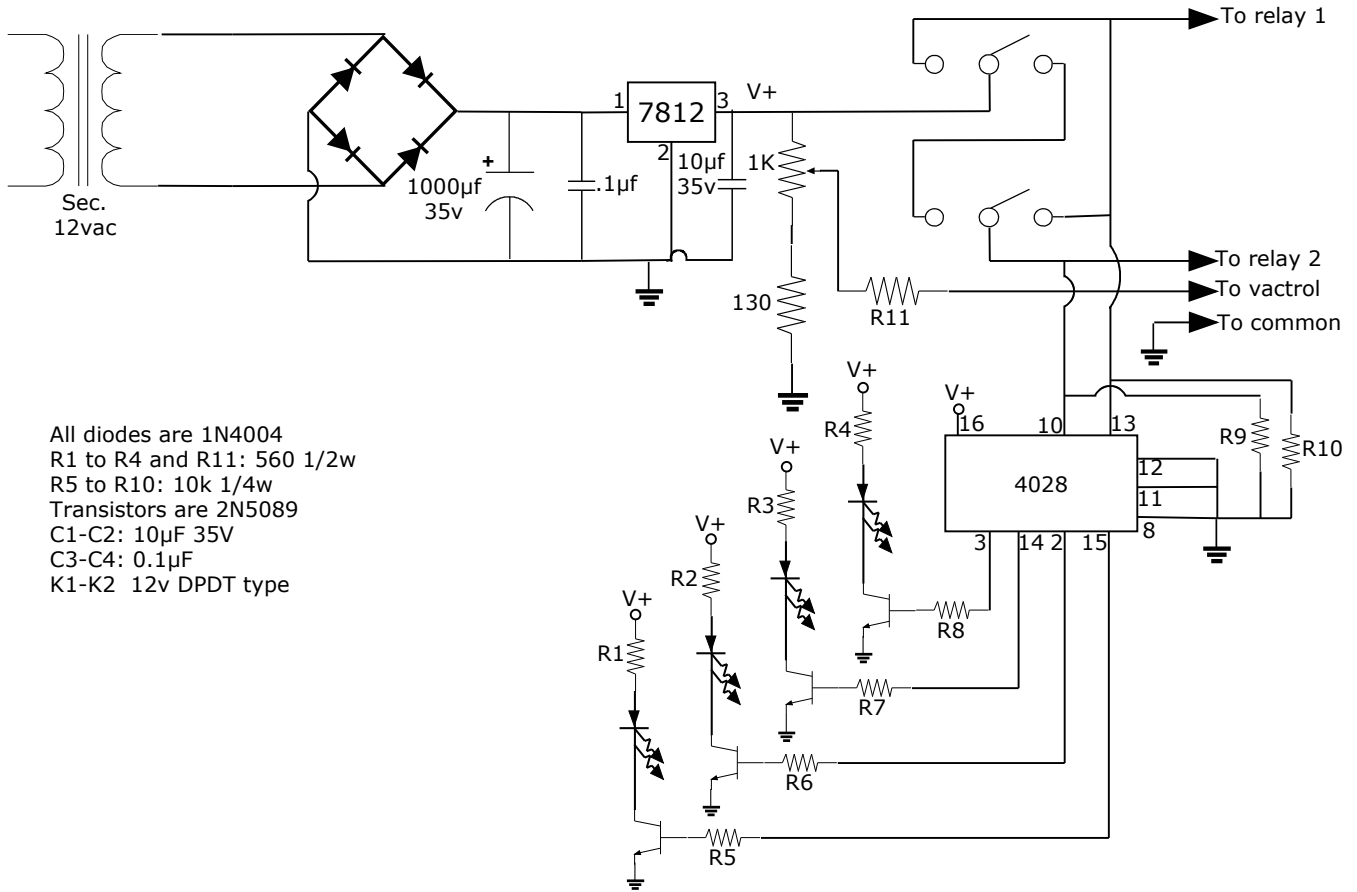 To relay 1
V+
1
7812
3
2
1000µf
35v
.1µf
10µf
35v
1K
Sec.
12vac
To relay 2
To vactrol
To common
130
R11
V+
V+
R4
16
10
13
R9
R10
12
11
8
4028
All diodes are 1N4004
R1 to R4 and R11: 560 1/2w
R5 to R10: 10k 1/4w
Transistors are 2N5089
C1-C2: 10µF 35V
C3-C4: 0.1µF
K1-K2 12v DPDT type
V+
R3
3
14
2
15
V+
R2
R8
V+
R1
R7
R6
R5